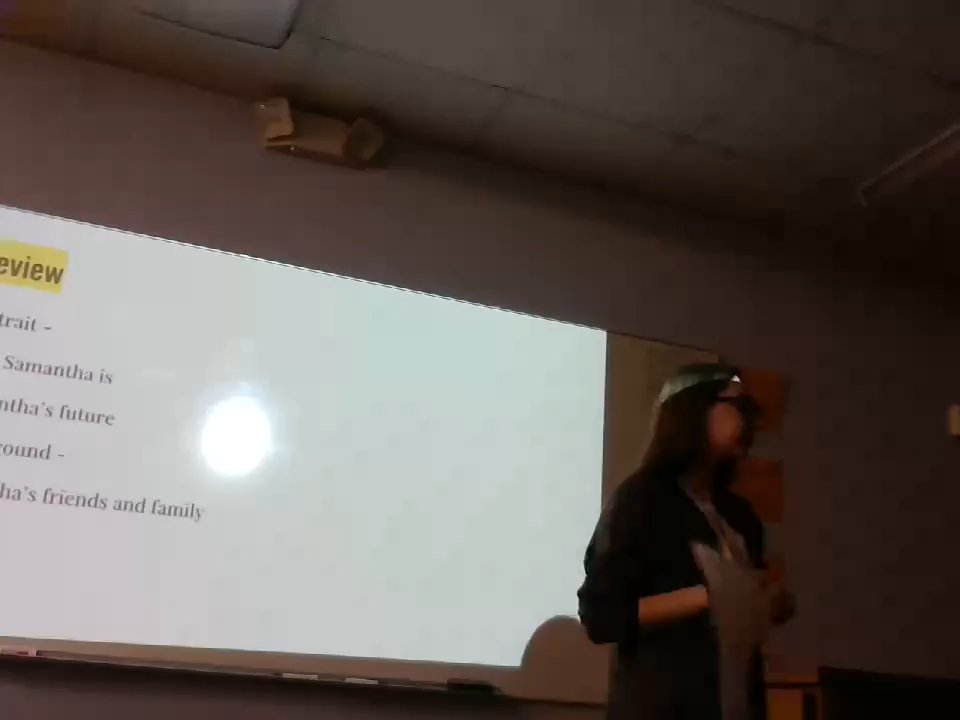 eview
trait -
Samantha is
ntha's future
round -
ha's friends and family